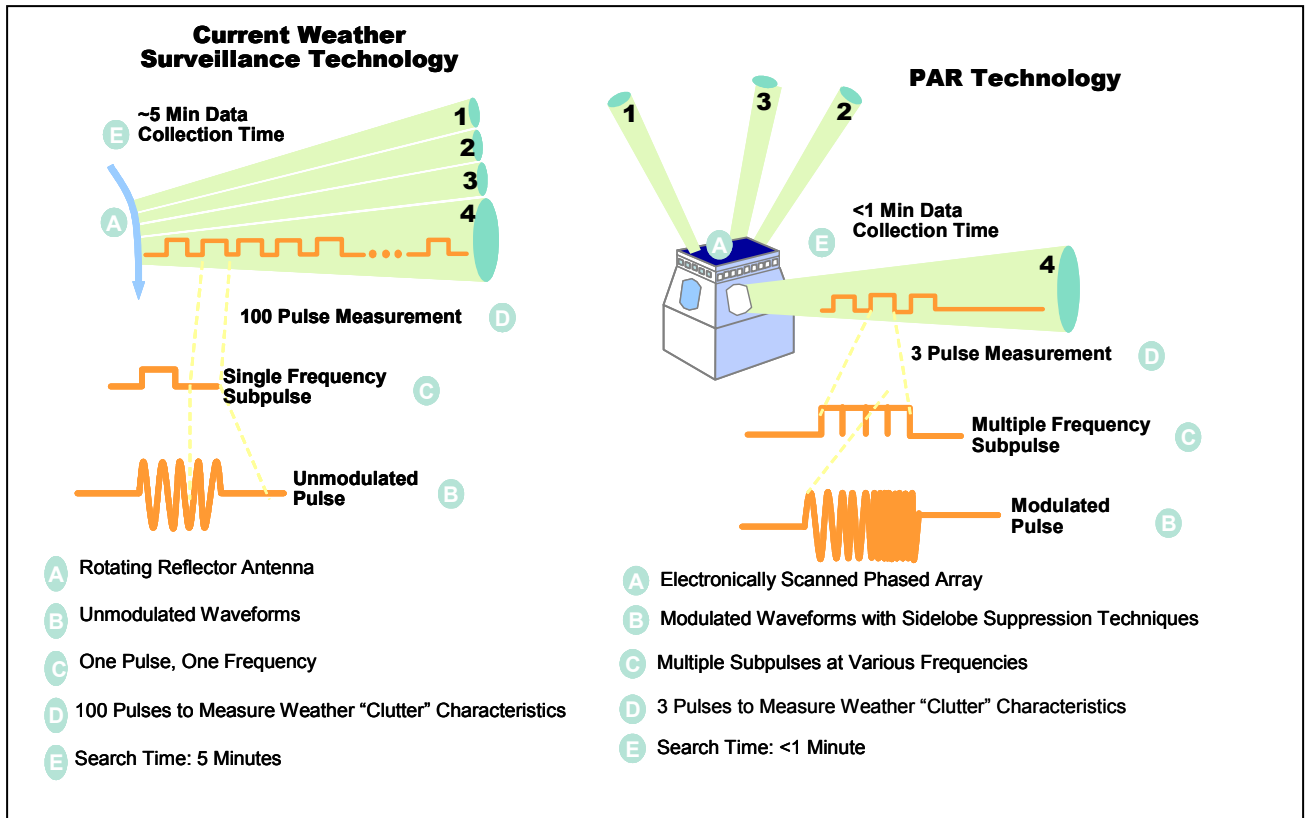 Current Weather
Surveillance Technology
E
~5 Min Data
Collection Time
1
2
3
4
A
100 Pulse Measurement
D
Single Frequency
Subpulse
C
Unmodulated
Pulse
B
A Rotating Reflector Antenna
B Unmodulated Waveforms
C One Pulse, One Frequency
D 100 Pulses to Measure Weather “Clutter” Characteristics
E Search Time: 5 Minutes
PAR Technology
1
3
2
A
E
<1 Min Data
Collection Time
4
3 Pulse Measurement
D
Multiple Frequency
Subpulse
C
Modulated
Pulse
B
A Electronically Scanned Phased Array
B Modulated Waveforms with Sidelobe Suppression Techniques
C Multiple Subpulses at Various Frequencies
D 3 Pulses to Measure Weather “Clutter” Characteristics
E Search Time: <1 Minute